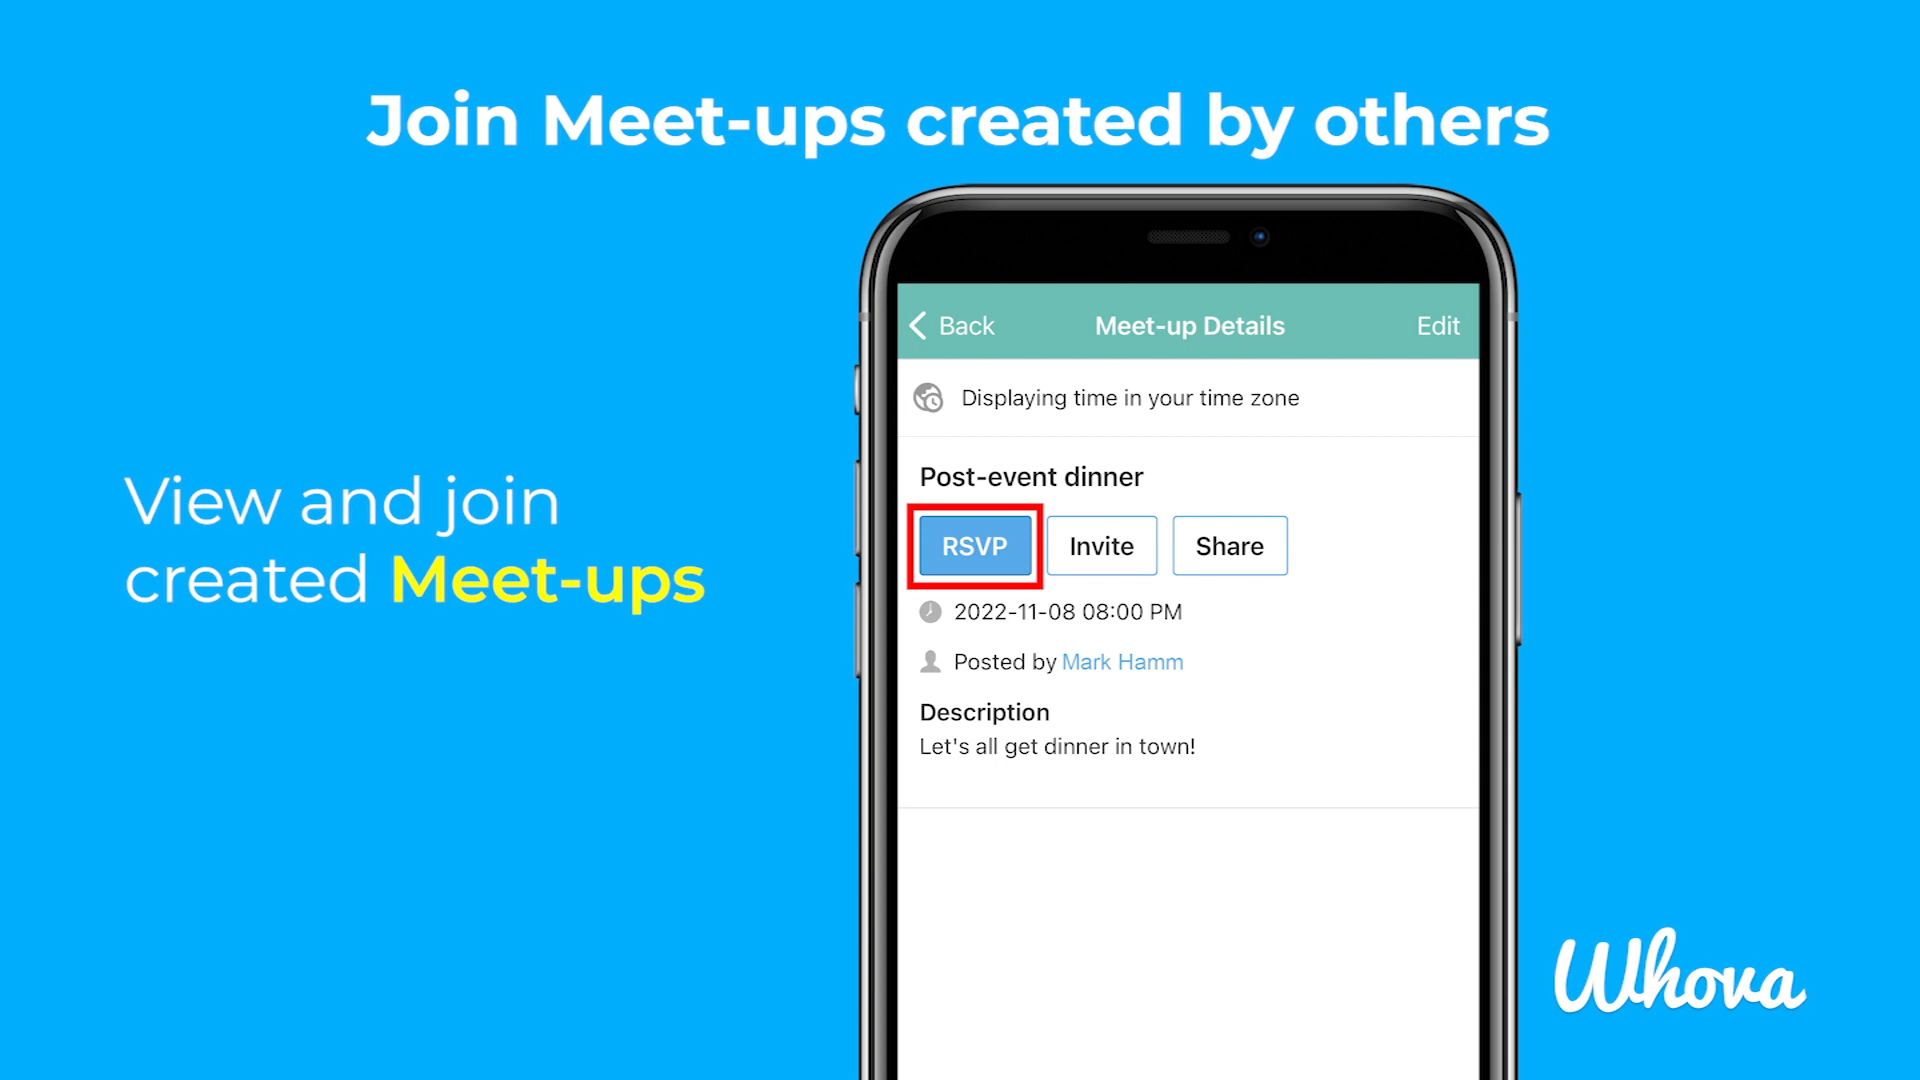 Join Meet-ups created by others
Back
Meet-up Details
Edit
Displaying time in your time zone
View and join
created Meet-ups
Post-event dinner
RSVP
Invite
Share
2022-11-08 08:00 PM
Posted by Mark Hamm
Description
Let's all get dinner in town!
Whova